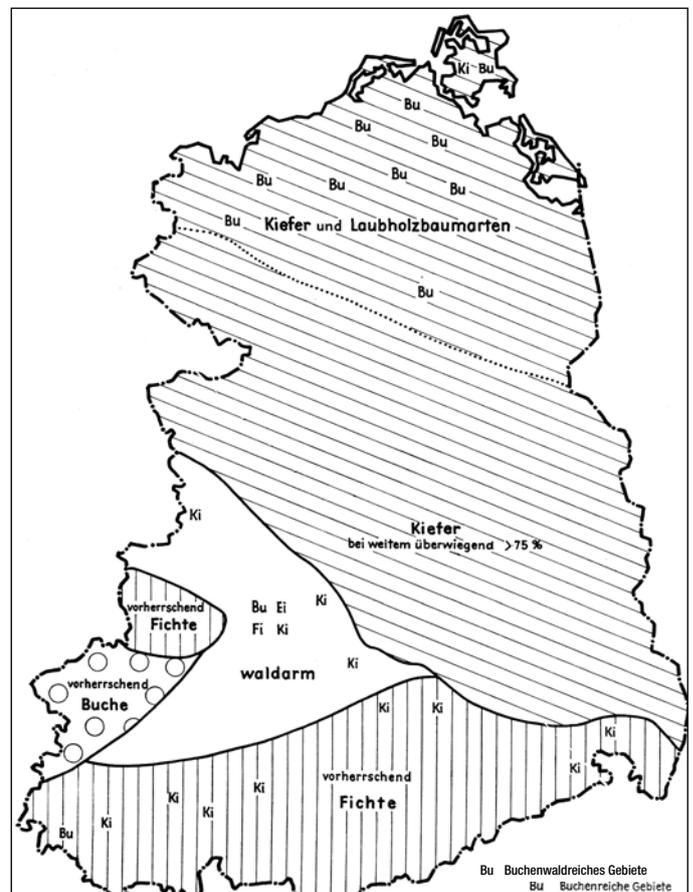 Ki Bu
Bu
Bu
Bu
Bu
Bu
Bu
Bu
Bu Kiefer und Laubholzbaumarten
Bu
Ki
Kiefer
bei weitem überwiegend >75 %
vorherrschend
Fichte
Bu Ei
Fi Ki
Ki
Ki
waldarm
vorherrschend
Buche
Ki
Ki
Ki
Ki
vorherrschend
Fichte
Ki
Ki
Ki
Ki
Bu
Bu Buchenwaldreiches Gebiete
Bu Buchenreiche Gebiete